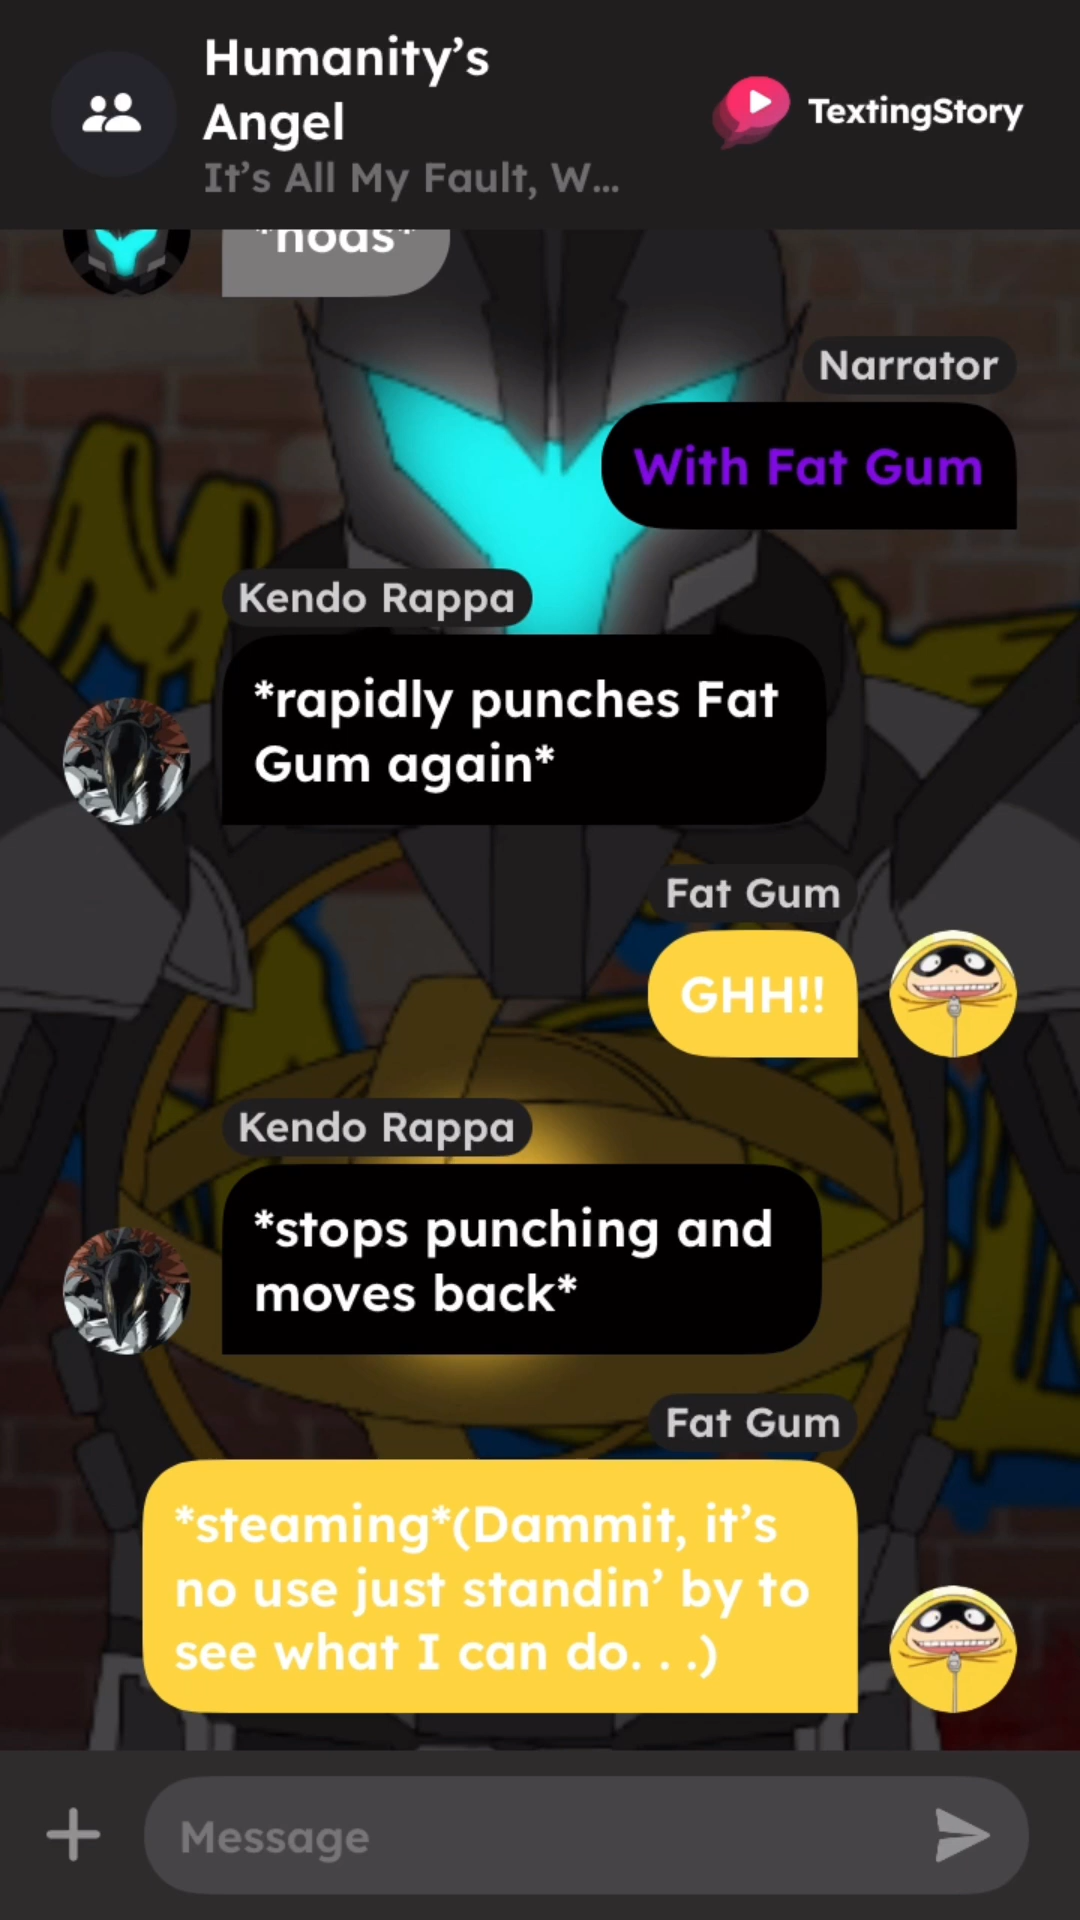 Humanity’s
Angel
It’s All My Fault, W...
TextingStory
*nods*
Narrator
With Fat Gum
Kendo Rappa
*rapidly punches Fat
Gum again*
Fat Gum
GHH!!
Kendo Rappa
*stops punching and
moves back*
Fat Gum
*steaming*(Dammit, it’s
no use just standin’ by to
see what I can do. . .)
Message